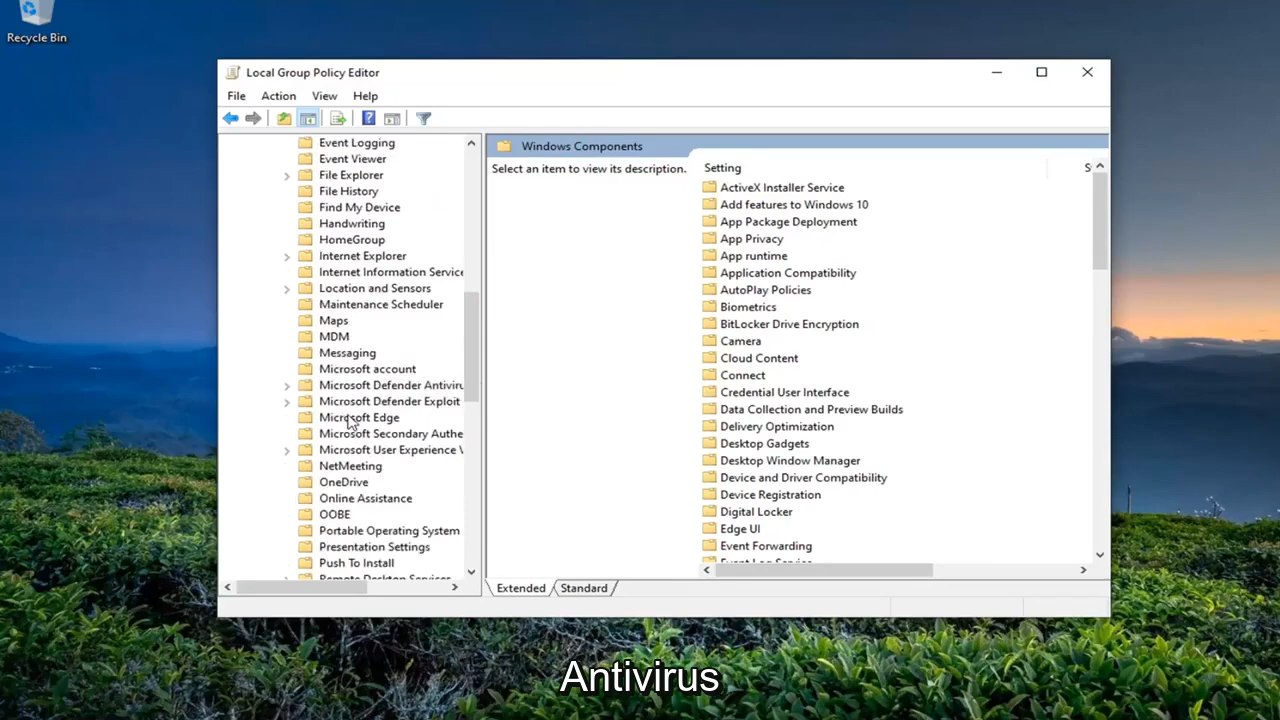 Recycle Bin
Local Group Policy Editor
File Action View Help
Event Logging
Event Viewer
File Explorer
File History
Find My Device
Handwriting
HomeGroup
Internet Explorer
Internet Information Service
Location and Sensors
Maintenance Scheduler
Maps
MDM
Messaging
Microsoft account
Microsoft Defender Antiviru
Microsoft Defender Exploit
Microsoft Edge
Microsoft Secondary Authe
Microsoft User Experience V
NetMeeting
OneDrive
Online Assistance
OOBE
Portable Operating System
Presentation Settings
Push To Install
Remote Desktop Services
Windows Components
Select an item to view its description.
Setting S
ActiveX Installer Service
Add features to Windows 10
App Package Deployment
App Privacy
App runtime
Application Compatibility
AutoPlay Policies
Biometrics
BitLocker Drive Encryption
Camera
Cloud Content
Connect
Credential User Interface
Data Collection and Preview Builds
Delivery Optimization
Desktop Gadgets
Desktop Window Manager
Device and Driver Compatibility
Device Registration
Digital Locker
Edge UI
Event Forwarding
Event Log Service
Extended Standard
Antivirus